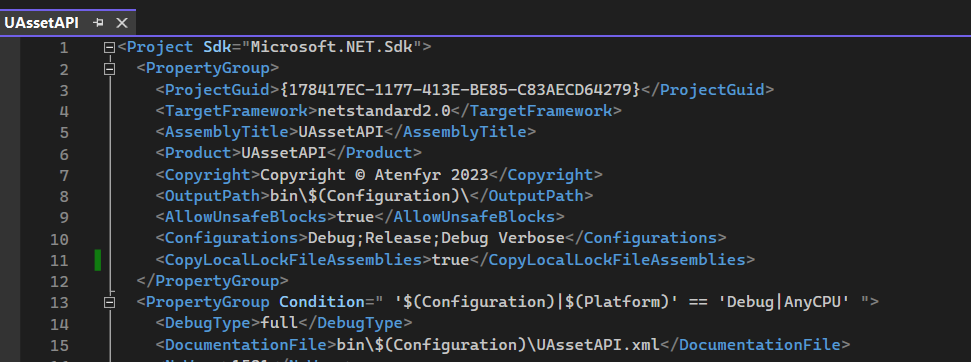 UAssetAPI
1 <Project Sdk="Microsoft.NET.Sdk">
2 <PropertyGroup>
3 <ProjectGuid>{178417EC-1177-413E-BE85-C83AECD64279}</ProjectGuid>
4 <TargetFramework>netstandard2.0</TargetFramework>
5 <AssemblyTitle>UAssetAPI</AssemblyTitle>
6 <Product>UAssetAPI</Product>
7 <Copyright>Copyright © Atenfyr 2023</Copyright>
8 <OutputPath>bin\$(Configuration)\</OutputPath>
9 <AllowUnsafeBlocks>true</AllowUnsafeBlocks>
10 <Configurations>Debug;Release;Debug Verbose</Configurations>
11 <CopyLocalLockFileAssemblies>true</CopyLocalLockFileAssemblies>
12 </PropertyGroup>
13 <PropertyGroup Condition=" '$(Configuration)|$(Platform)' == 'Debug|AnyCPU' ">
14 <DebugType>full</DebugType>
15 <DocumentationFile>bin\$(Configuration)\UAssetAPI.xml</DocumentationFile>